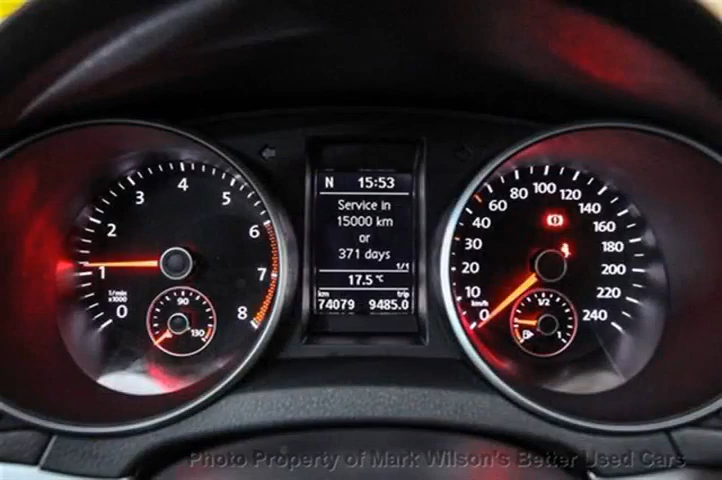 0
1
2
3
4
5
6
7
8
1/min
x1000
90
130
N 15:53
Service in
15000 km
or
371 days
1/1
17.5 °C
km trip
74079 9485.0
0
10
20
30
40
60
80
100
120
140
160
180
200
220
240
km/h
1/2
1
Photo Property of Mark Wilson's Better Used Cars